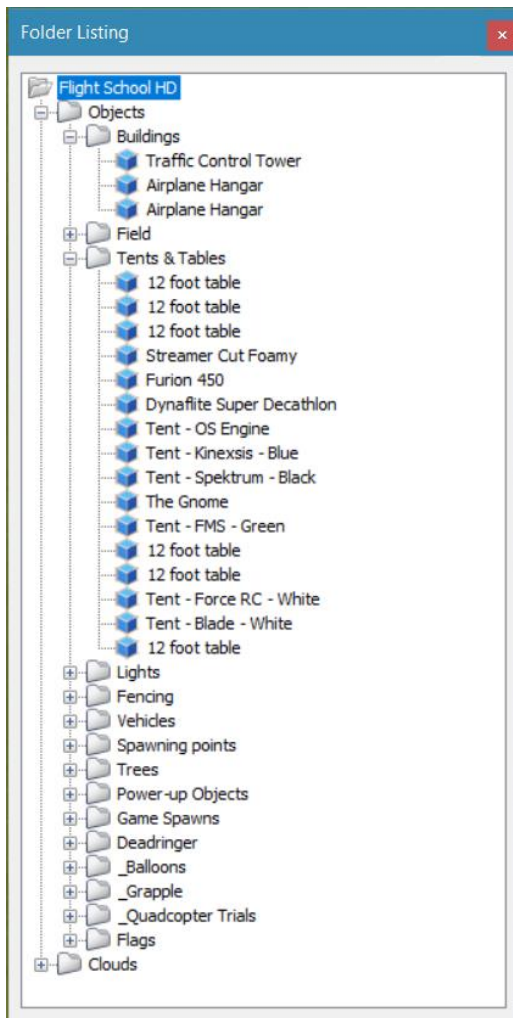 Folder Listing
Flight School HD
Objects
Buildings
Traffic Control Tower
Airplane Hangar
Airplane Hangar
Field
Tents & Tables
12 foot table
12 foot table
12 foot table
Streamer Cut Foamy
Furion 450
Dynaflite Super Decathlon
Tent - OS Engine
Tent - Kinexsis - Blue
Tent - Spektrum - Black
The Gnome
Tent - FMS - Green
12 foot table
12 foot table
Tent - Force RC - White
Tent - Blade - White
12 foot table
Lights
Fencing
Vehicles
Spawning points
Trees
Power-up Objects
Game Spawns
Deadringer
_Balloons
_Grapple
_Quadcopter Trials
Flags
Clouds